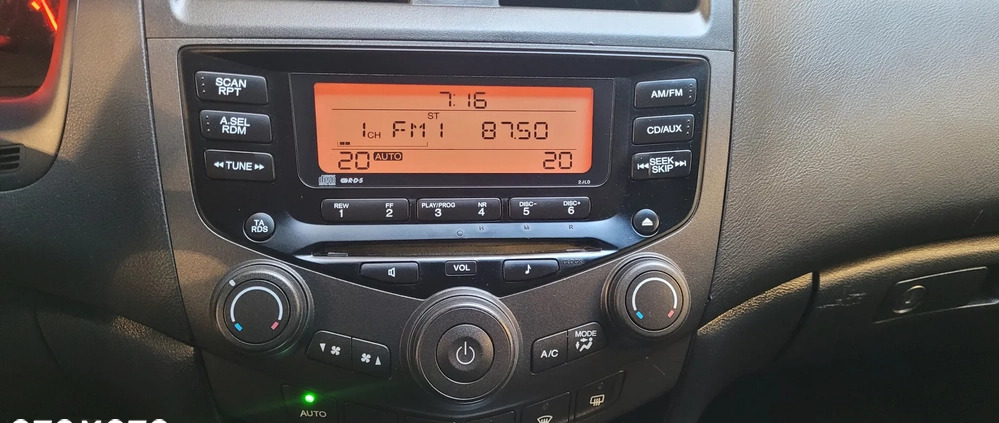 SCAN
RPT
A.SEL
RDM
TUNE
7:16
ST
1CH FM1 87.50
20 AUTO 20
RDS
2JLD
AM/FM
CD/AUX
SEEK
SKIP
TA
RDS
REW
1
FF
2
PLAY/PROG
3
NR
4
DISC-
5
DISC+
6
VOL
A/C
MODE
AUTO
OTOMOTO